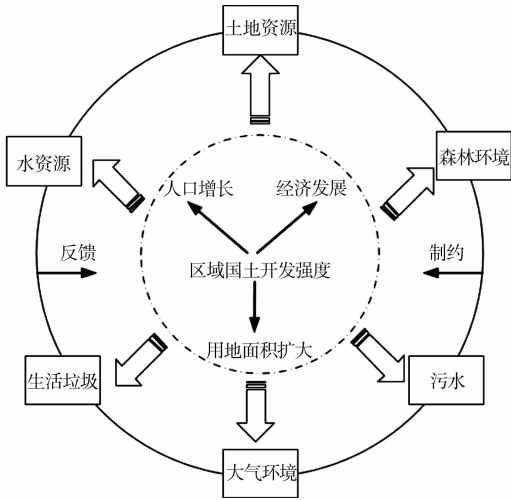 土地资源
水资源
森林环境
人口增长
经济发展
反馈
制约
区域国土开发强度
用地面积扩大
生活垃圾
污水
大气环境